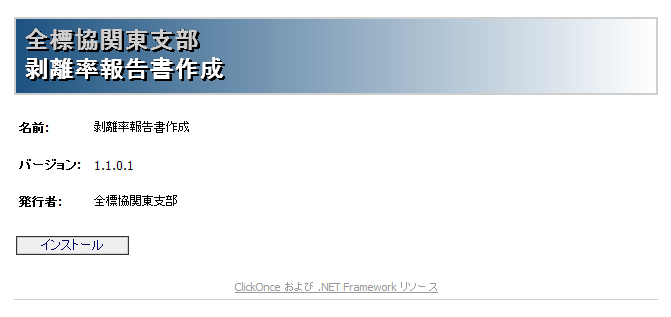 全標協関東支部
剥離率報告書作成
名前: 剥離率報告書作成
バージョン: 1.1.0.1
発行者: 全標協関東支部
インストール
ClickOnce および .NET Framework リソース